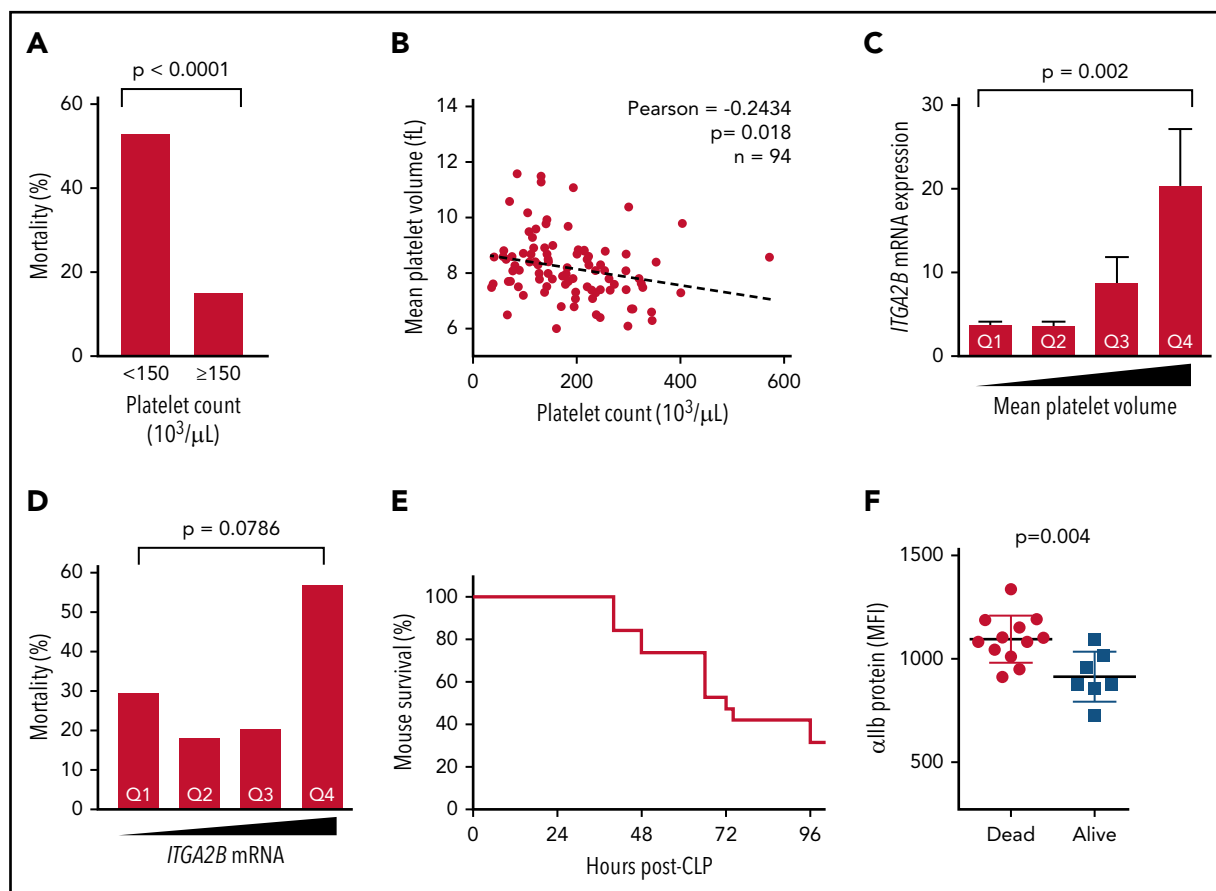 A
p < 0.0001
60
40
20
0
Mortality (%)
<150 ≥150
Platelet count
(10³/μL)
B
Pearson = -0.2434
p= 0.018
n = 94
14
12
10
8
6
Mean platelet volume (fL)
0 200 400 600
Platelet count (10³/μL)
C
p = 0.002
30
20
10
0
ITGA2B mRNA expression
Q1 Q2 Q3 Q4
Mean platelet volume
D
p = 0.0786
60
50
40
30
20
10
0
Mortality (%)
Q1 Q2 Q3 Q4
ITGA2B mRNA
E
100
80
60
40
20
0
Mouse survival (%)
0 24 48 72 96
Hours post-CLP
F
p=0.004
1500
1000
500
αIIb protein (MFI)
Dead Alive